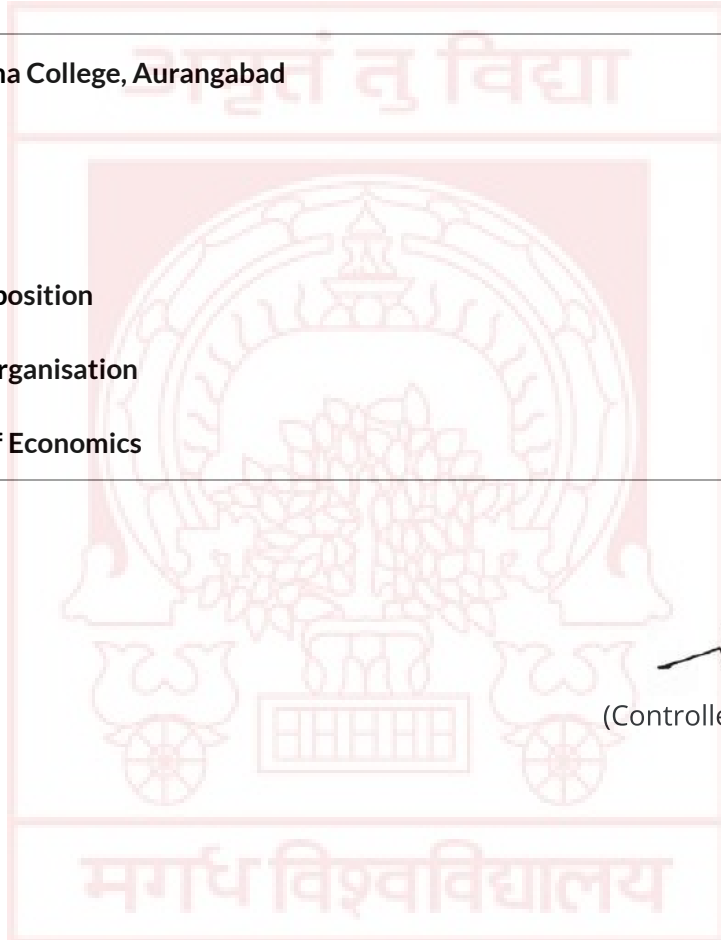 अमृतं तु विद्या
na College, Aurangabad
position
rganisation
f Economics
(Controlle
मगध विश्वविद्यालय